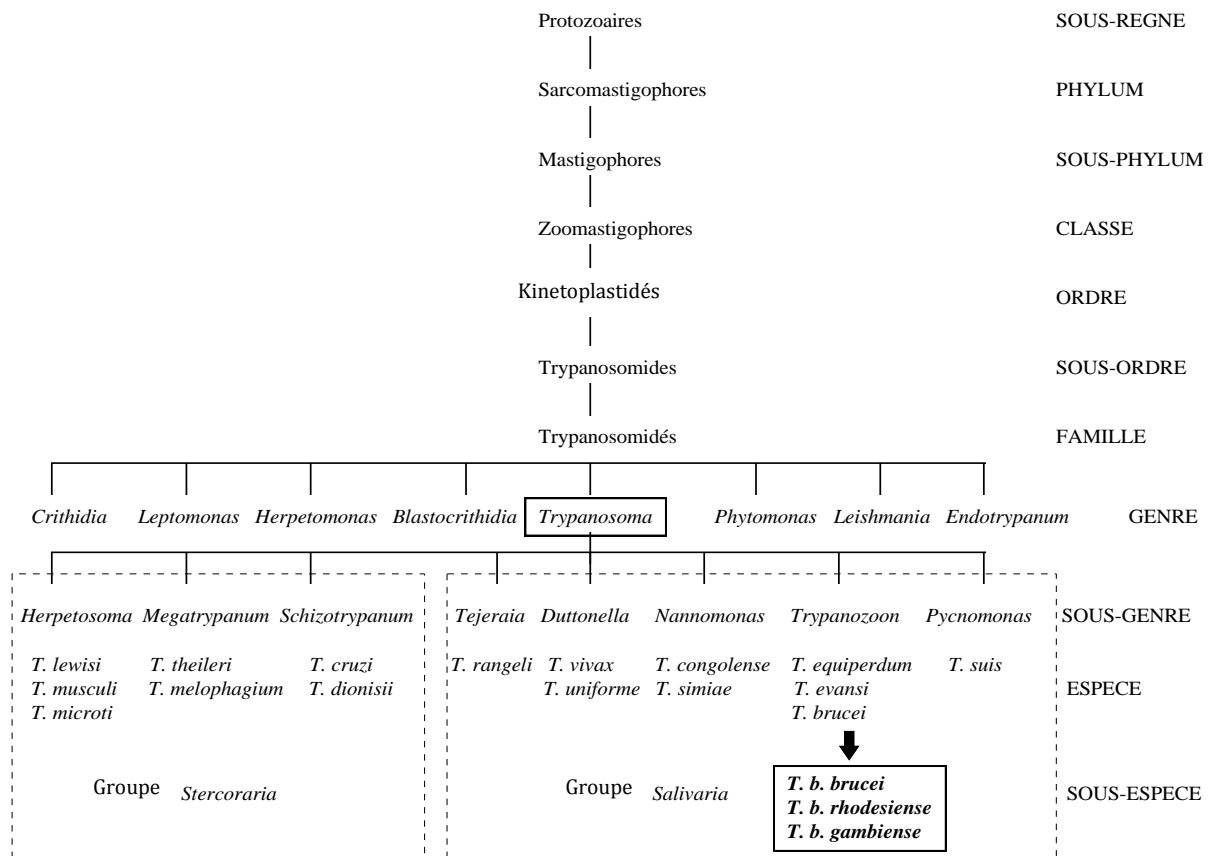 Protozoaires SOUS-REGNE
Sarcomastigophores PHYLUM
Mastigophores SOUS-PHYLUM
Zoomastigophores CLASSE
Kinetoplastidés ORDRE
Trypanosomides SOUS-ORDRE
Trypanosomidés FAMILLE
Crithidia Leptomonas Herpetomonas Blastocrithidia Trypanosoma Phytomonas Leishmania Endotrypanum GENRE
Herpetosoma Megatrypanum Schizotrypanum Tejeraia Duttonella Nannomonas Trypanozoon Pycnomonas SOUS-GENRE
T. lewisi T. theileri T. cruzi T. rangeli T. vivax T. congolense T. equiperdum T. suis
T. musculi T. melophagium T. dionisii T. uniforme T. simiae T. evansi ESPECE
T. microti T. brucei
Groupe Stercoraria Groupe Salivaria T. b. brucei
T. b. rhodesiense SOUS-ESPECE
T. b. gambiense